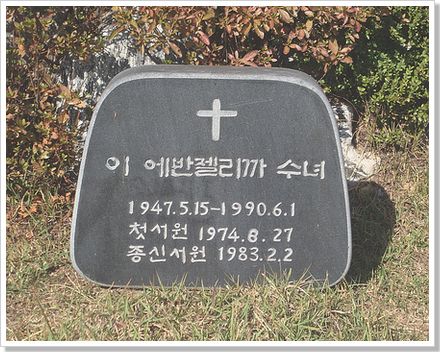 이 에반젤리까 수녀
1947.5.15-1990.6.1
첫서원 1974.8.27
종신서원 1983.2.2